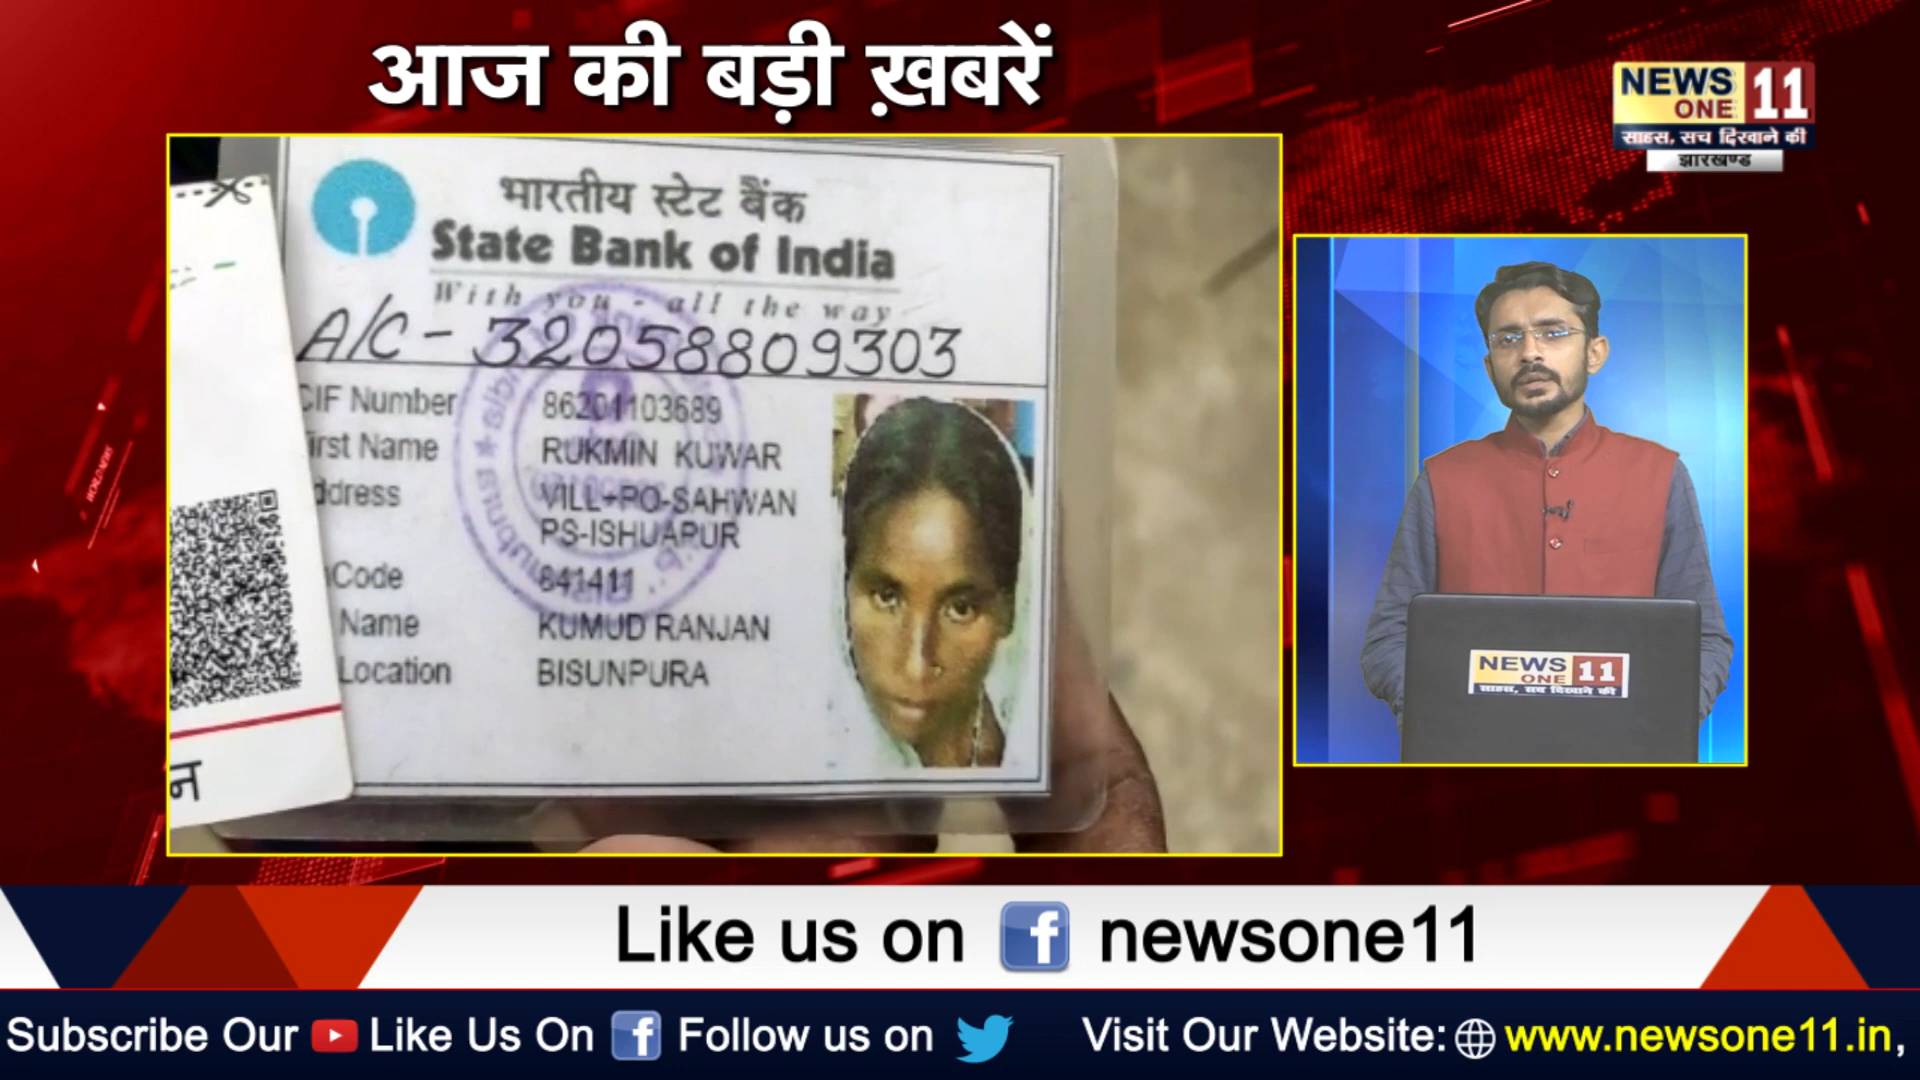 आज की बड़ी ख़बरें
NEWS ONE 11
साहस, सच दिखाने की
झारखण्ड
भारतीय स्टेट बैंक
State Bank of India
With you - all the way
A/C - 32058809303
CIF Number 86201103689
irst Name RUKMIN KUWAR
ddress VILL+PO-SAHWAN
PS-ISHUAPUR
Code 841411
Name KUMUD RANJAN
Location BISUNPURA
न
NEWS ONE 11
साहस, सच दिखाने की
Like us on newsone11
Subscribe Our Like Us On Follow us on Visit Our Website: www.newsone11.in,